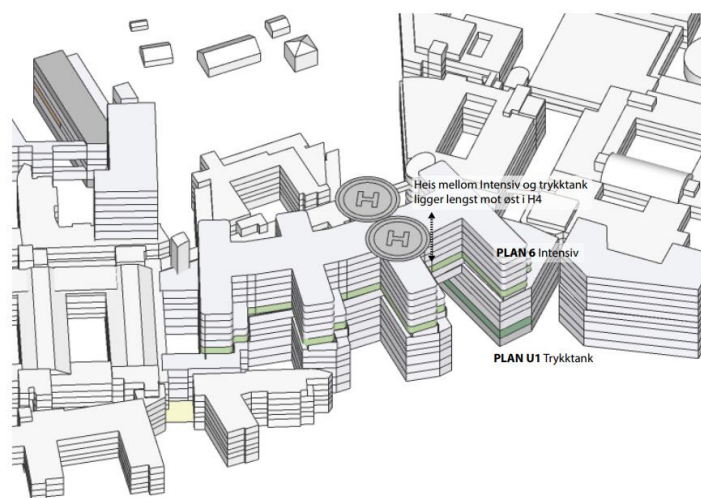 H
H
Heis mellom Intensiv og trykktank
ligger lengst mot øst i H4
PLAN 6 Intensiv
PLAN U1 Trykktank